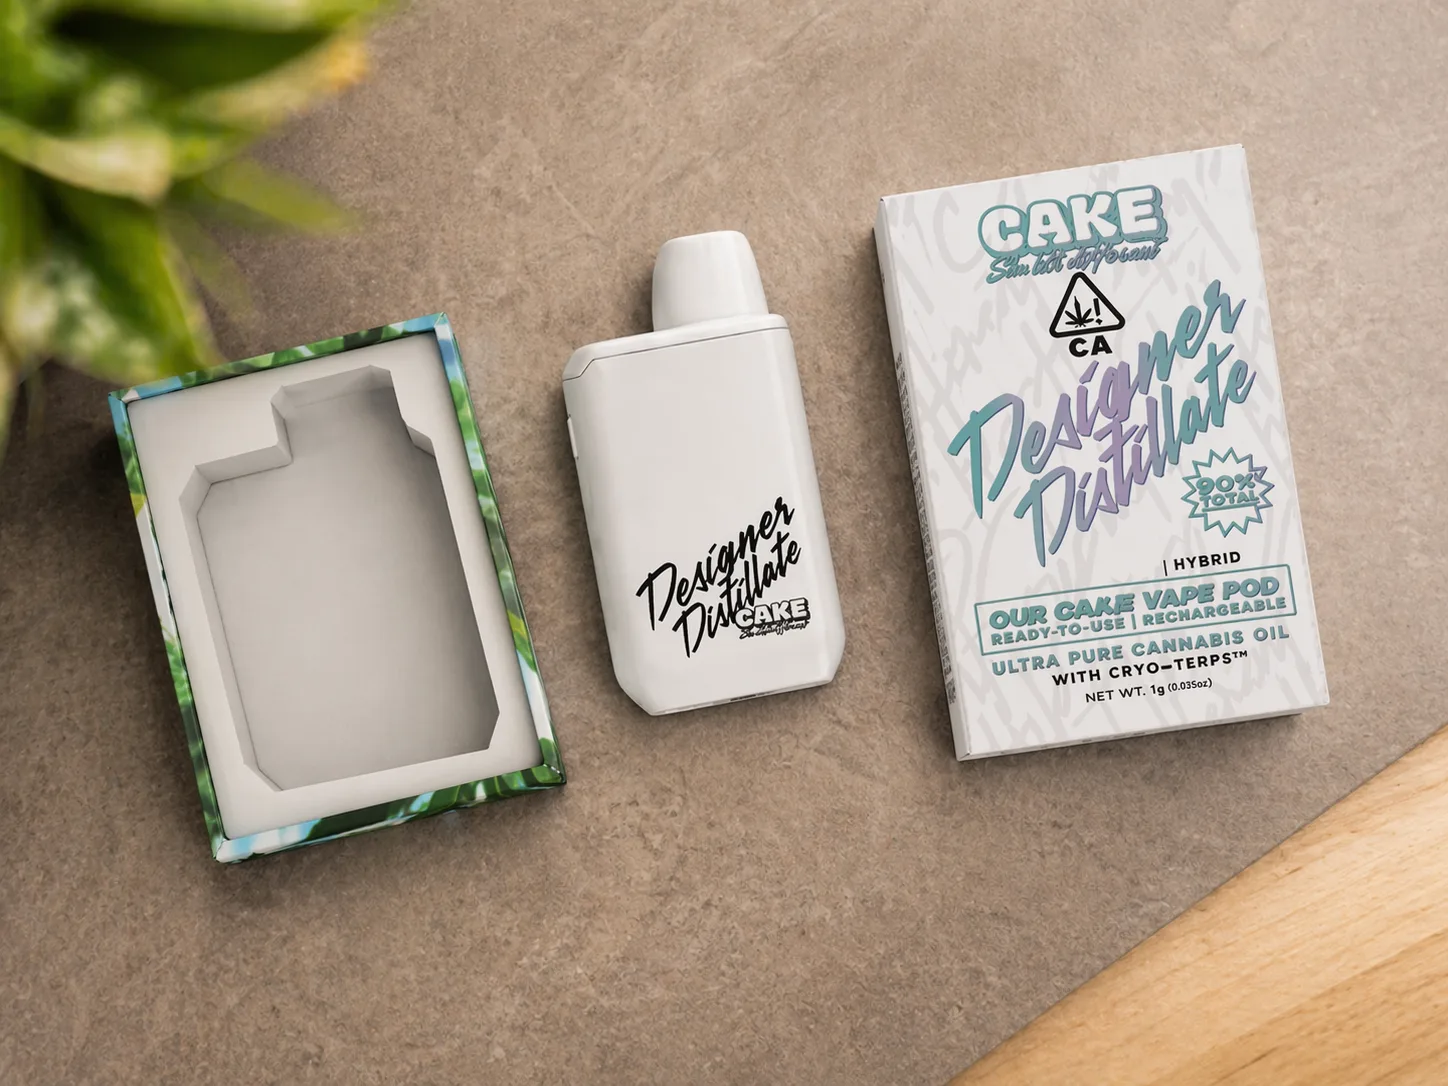 Designer
Distillate
CAKE
CAKE
CA
Designer
Distillate
90%
TOTAL
| HYBRID
OUR CAKE VAPE POD
READY-TO-USE | RECHARGEABLE
ULTRA PURE CANNABIS OIL
WITH CRYO-TERPS™
NET WT. 1g (0.035oz)